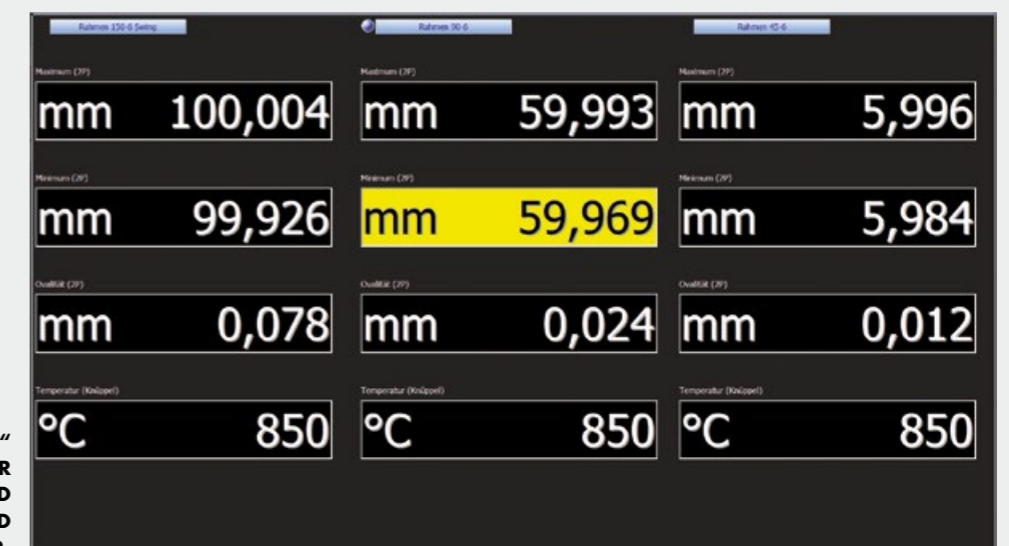 Rahmen 150-6 Swing
Rahmen 90-6
Rahmen 45-6
Maximum (2P)
Maximum (2P)
Maximum (2P)
mm 100,004
mm 59,993
mm 5,996
Minimum (2P)
Minimum (2P)
Minimum (2P)
mm 99,926
mm 59,969
mm 5,984
Ovalität (2P)
Ovalität (2P)
Ovalität (2P)
mm 0,078
mm 0,024
mm 0,012
Temperatur (Knüppel)
Temperatur (Knüppel)
Temperatur (Knüppel)
°C 850
°C 850
°C 850
“
R
D
D